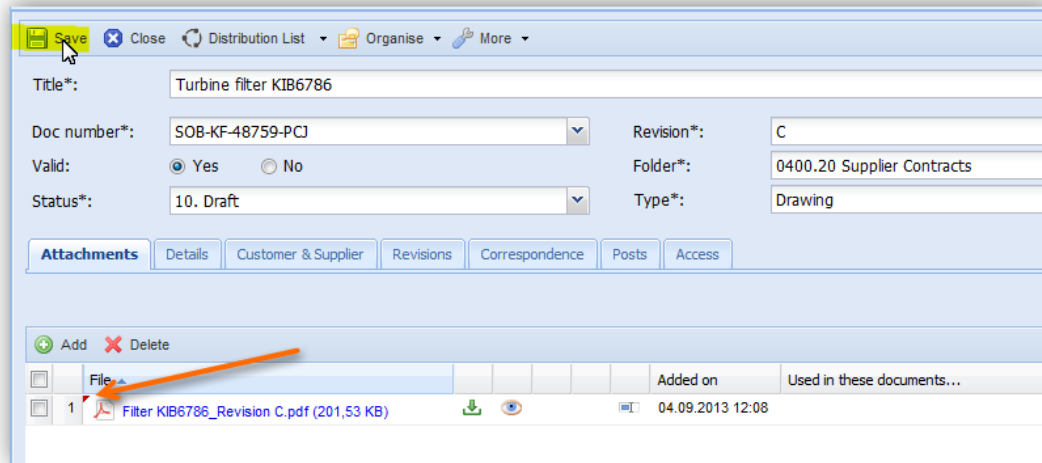 Save Close Distribution List Organise More
Title*: Turbine filter KIB6786
Doc number*: SOB-KF-48759-PCJ Revision*: C
Valid: Yes No Folder*: 0400.20 Supplier Contracts
Status*: 10. Draft Type*: Drawing
Attachments Details Customer & Supplier Revisions Correspondence Posts Access
Add Delete
File Added on Used in these documents...
1 Filter KIB6786_Revision C.pdf (201,53 KB) 04.09.2013 12:08